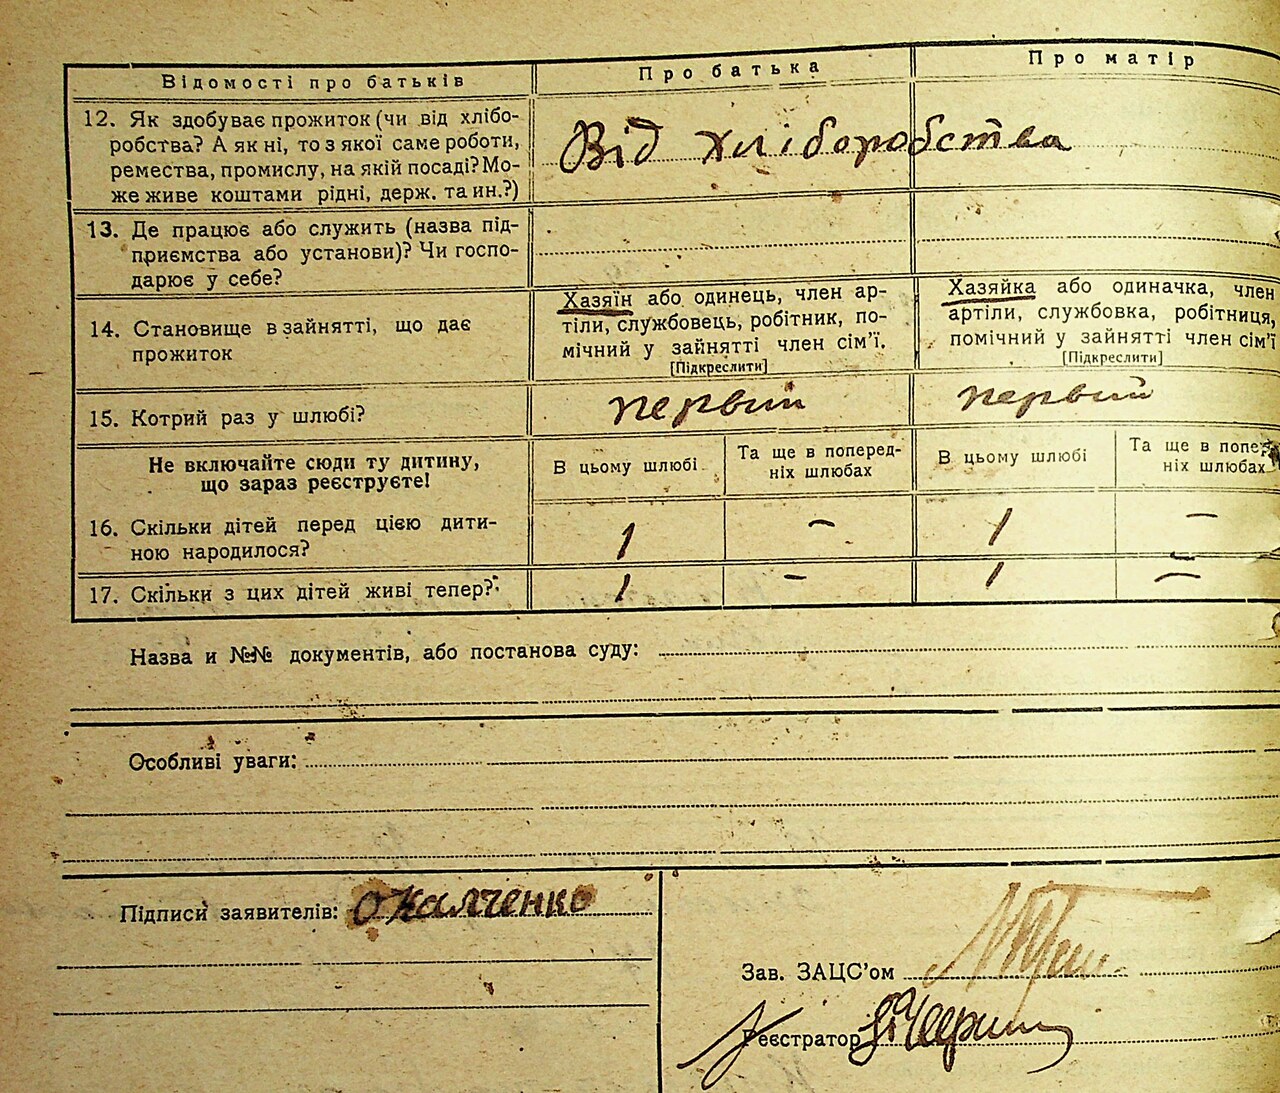 Відомості про батьків
Про батька
Про матір
12. Як здобуває прожиток (чи від хлібо-
робства? А як ні, то з якої саме роботи,
ремества, промислу, на якій посаді? Мо-
же живе коштами рідні, держ. та ин.?)
Від хліборобства
13. Де працює або служить (назва під-
приємства або установи)? Чи госпо-
дарює у себе?
14. Становище в зайнятті, що дає
прожиток
Хазяїн або одинець, член ар-
тіли, службовець, робітник, по-
мічний у зайнятті член сім'ї.
[Підкреслити]
Хазяйка або одиначка, член
артіли, службовка, робітниця,
помічний у зайнятті член сім'ї
[Підкреслити]
15. Котрий раз у шлюбі?
первий
первий
Не включайте сюди ту дитину,
що зараз реєструєте!
В цьому шлюбі
Та ще в поперед-
ніх шлюбах
В цьому шлюбі
Та ще в попер
ніх шлюбах
16. Скільки дітей перед цією дити-
ною народилося?
1 – 1 –
17. Скільки з цих дітей живі тепер?
1 – 1 –
Назва и №№ документів, або постанова суду:
Особливі уваги:
Підписи заявителів: О Калченко
Зав. ЗАЦС'ом
Реєстратор